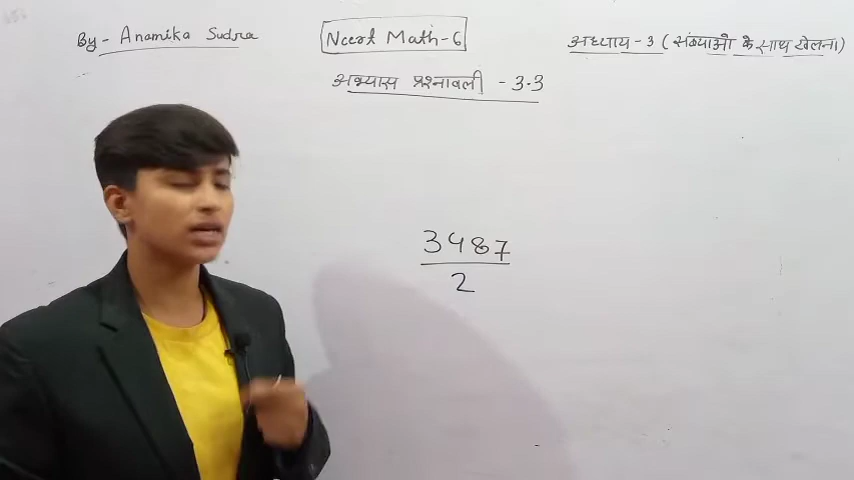 By- Anamika Sudra
Ncert Math-6
अध्याय - 3 (संख्याओ के साथ खेलना)
अभ्यास प्रश्नावली - 3.3
3487
2